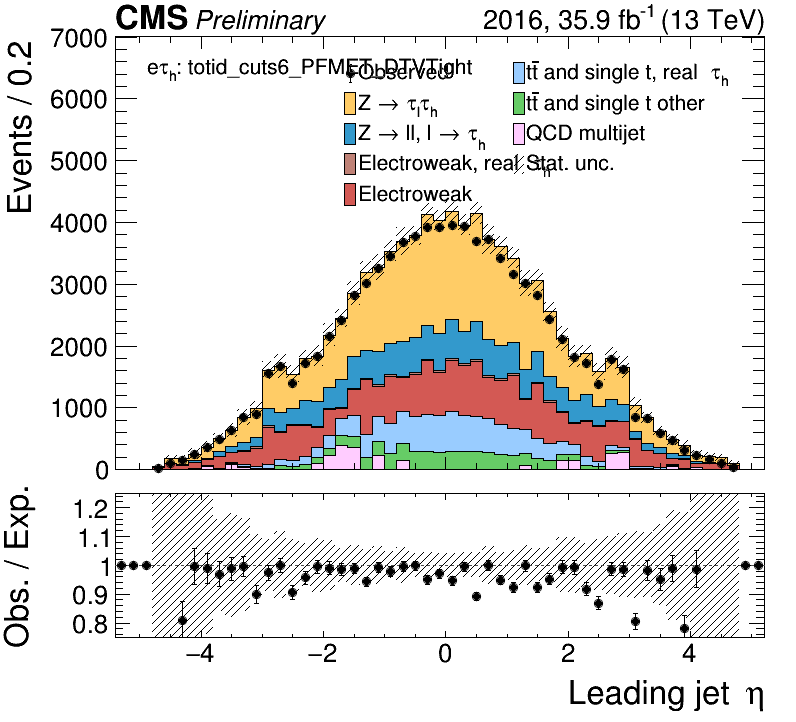 CMS Preliminary 2016, 35.9 fb⁻¹ (13 TeV)
Events / 0.2
7000
6000
5000
4000
3000
2000
1000
0
eτh: totid_cuts6_PFMET_DTVTight
Observed
Z → τlτh
Z → ll, l → τh
Electroweak, real τh
Electroweak
tt̄ and single t, real τh
tt̄ and single t other
QCD multijet
Stat. unc.
Obs. / Exp.
1.2
1.1
1
0.9
0.8
−4 −2 0 2 4
Leading jet η